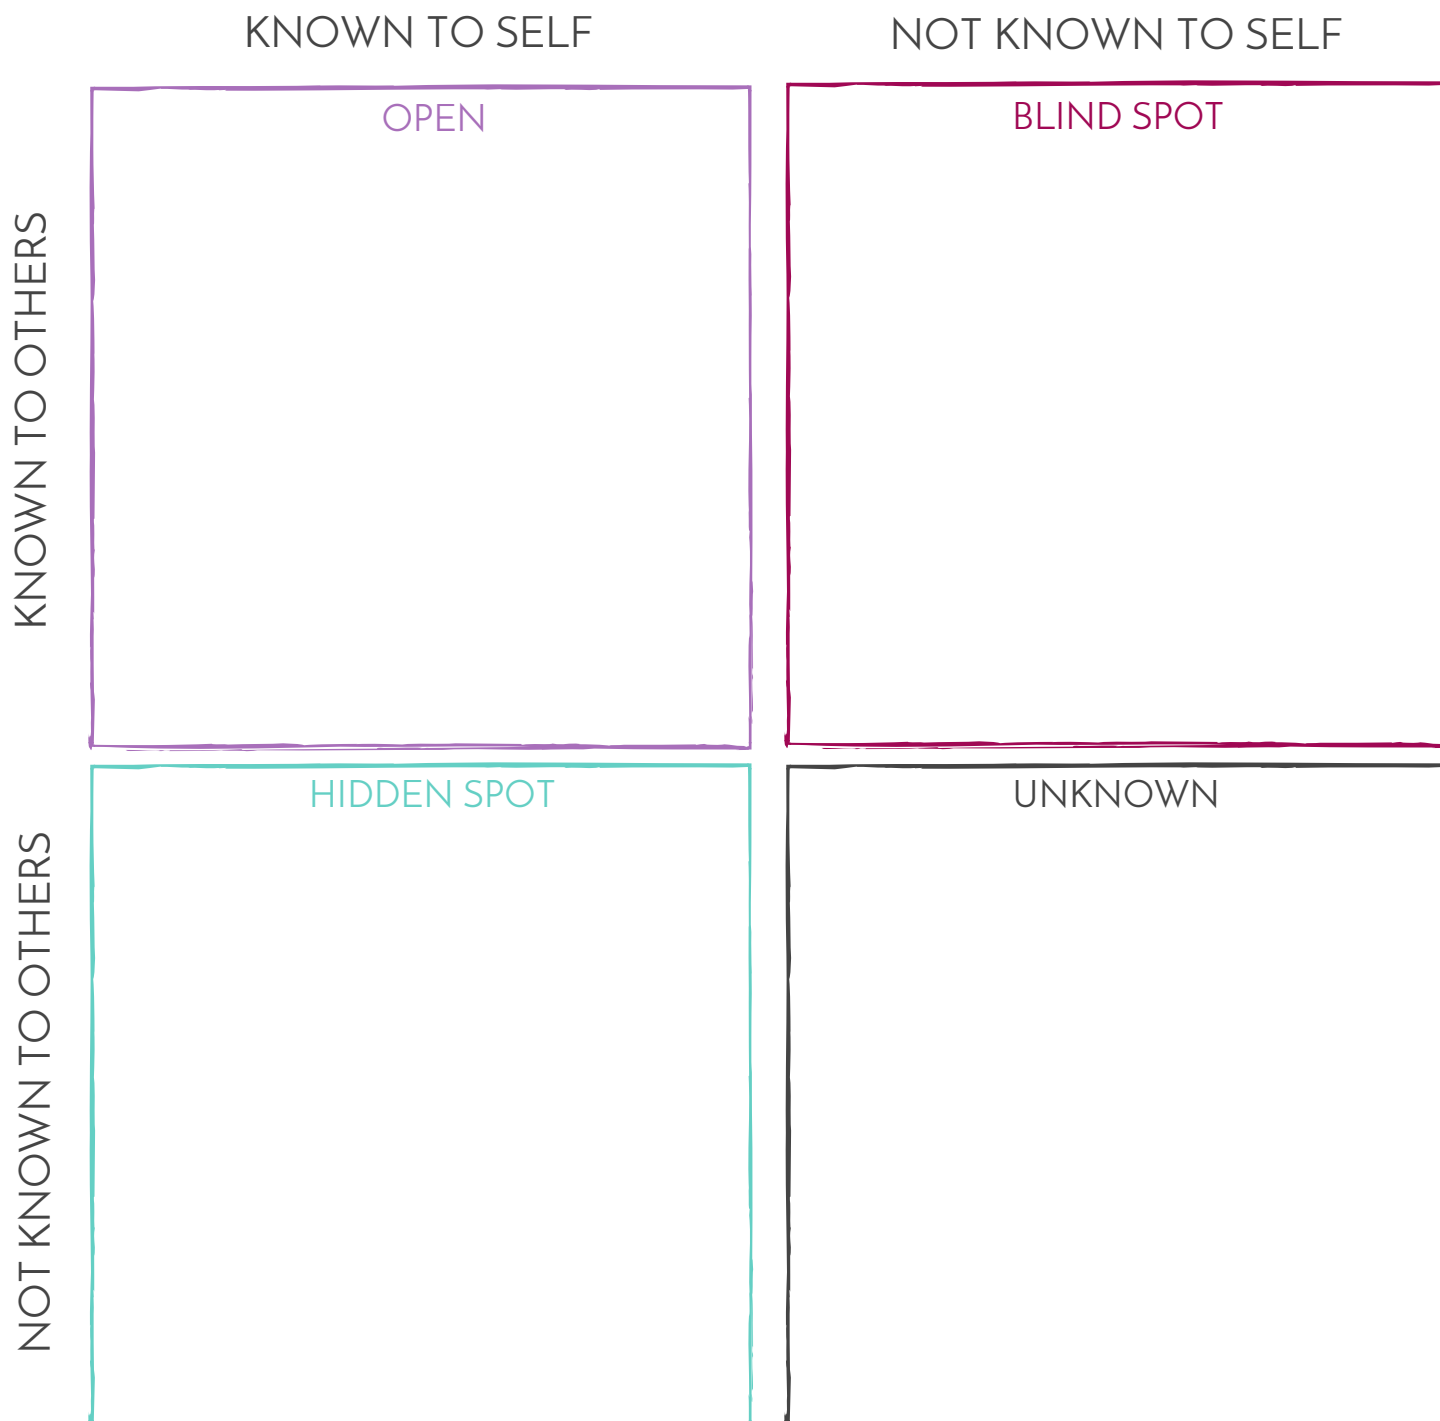 KNOWN TO SELF
NOT KNOWN TO SELF
KNOWN TO OTHERS
OPEN
BLIND SPOT
NOT KNOWN TO OTHERS
HIDDEN SPOT
UNKNOWN